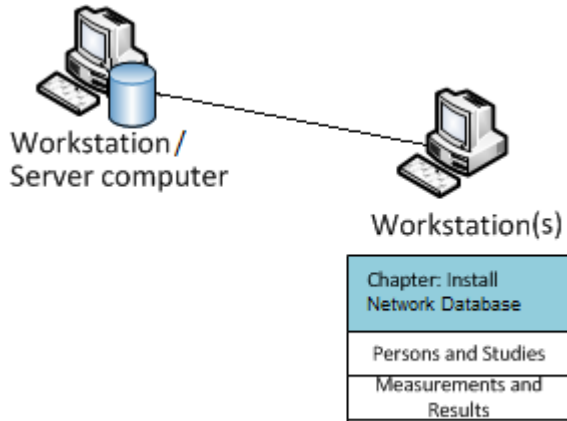 Workstation /
Server computer
Workstation(s)
Chapter: Install
Network Database
Persons and Studies
Measurements and
Results